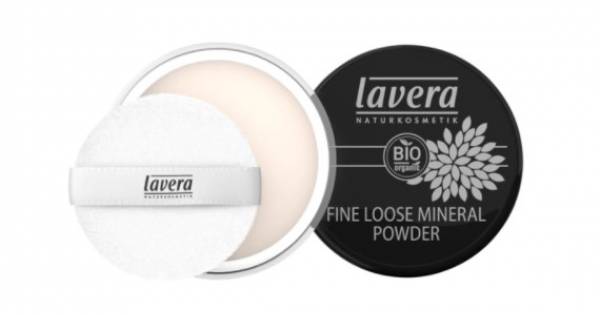 lavera
NATURKOSMETIK
lavera
NATURKOSMETIK
BIO
organic
FINE LOOSE MINERAL
POWDER